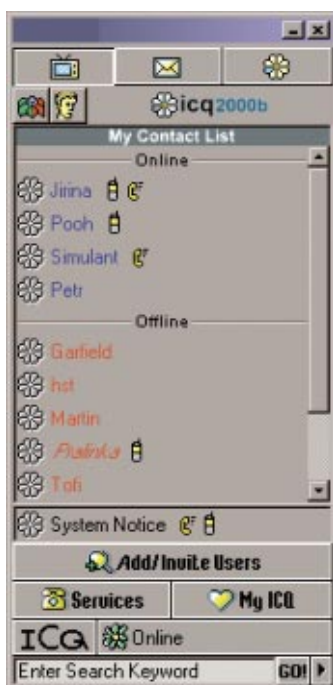 icq2000b
My Contact List
Online
Jirina
Pooh
Simulant
Petr
Offline
Garfield
hst
Martin
Tofi
System Notice
Add/Invite Users
Services
My ICQ
ICQ
Online
Enter Search Keyword
GO!